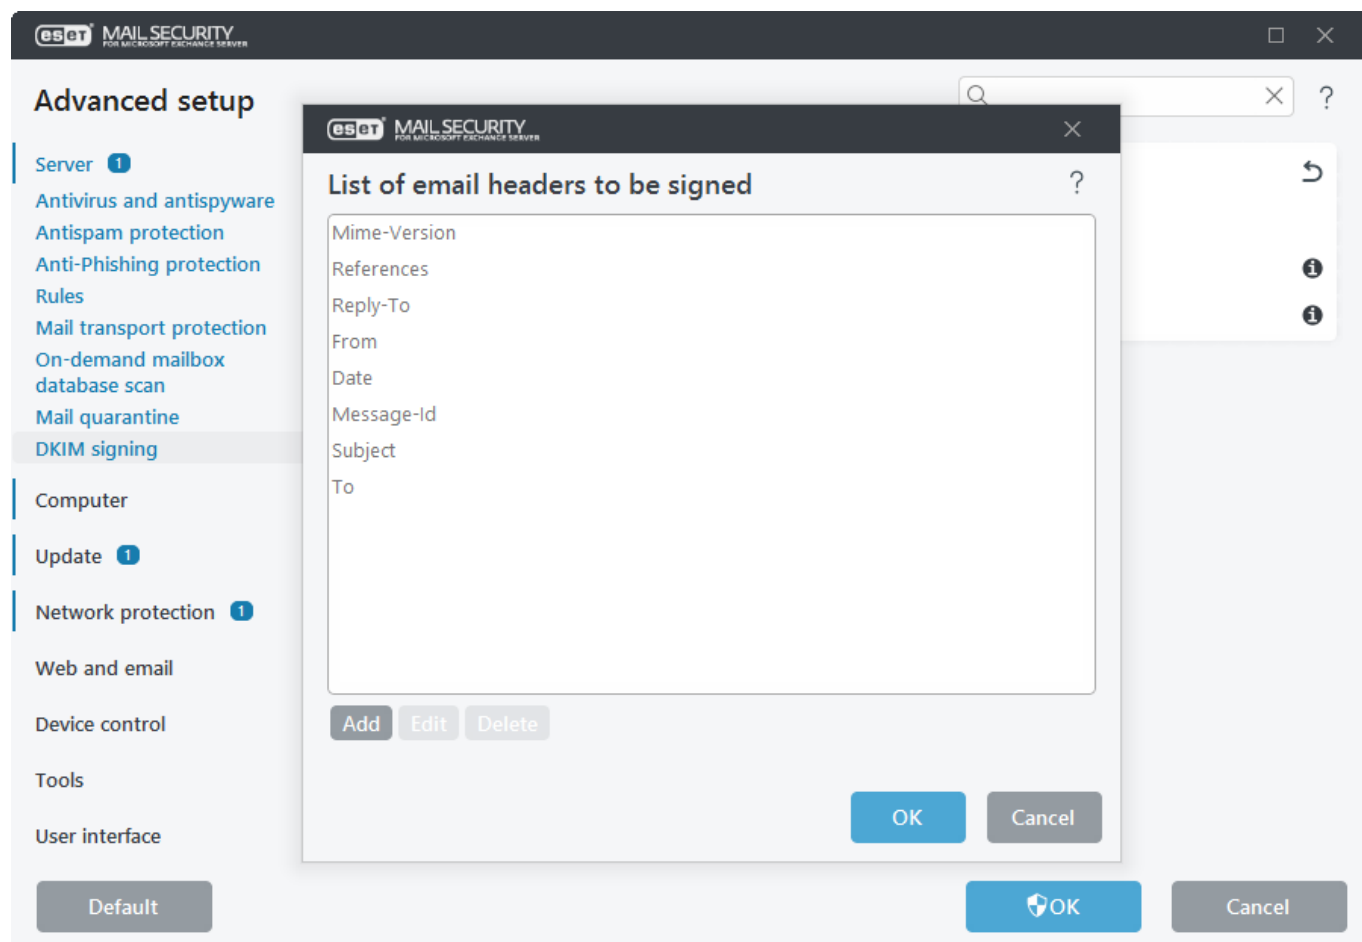 eset MAIL SECURITY
FOR MICROSOFT EXCHANGE SERVER
Advanced setup
?
Server 1
Antivirus and antispyware
Antispam protection
Anti-Phishing protection
Rules
Mail transport protection
On-demand mailbox
database scan
Mail quarantine
DKIM signing
Computer
Update 1
Network protection 1
Web and email
Device control
Tools
User interface
eset MAIL SECURITY
FOR MICROSOFT EXCHANGE SERVER
List of email headers to be signed
?
Mime-Version
References
Reply-To
From
Date
Message-Id
Subject
To
Add Edit Delete
OK Cancel
Default OK Cancel